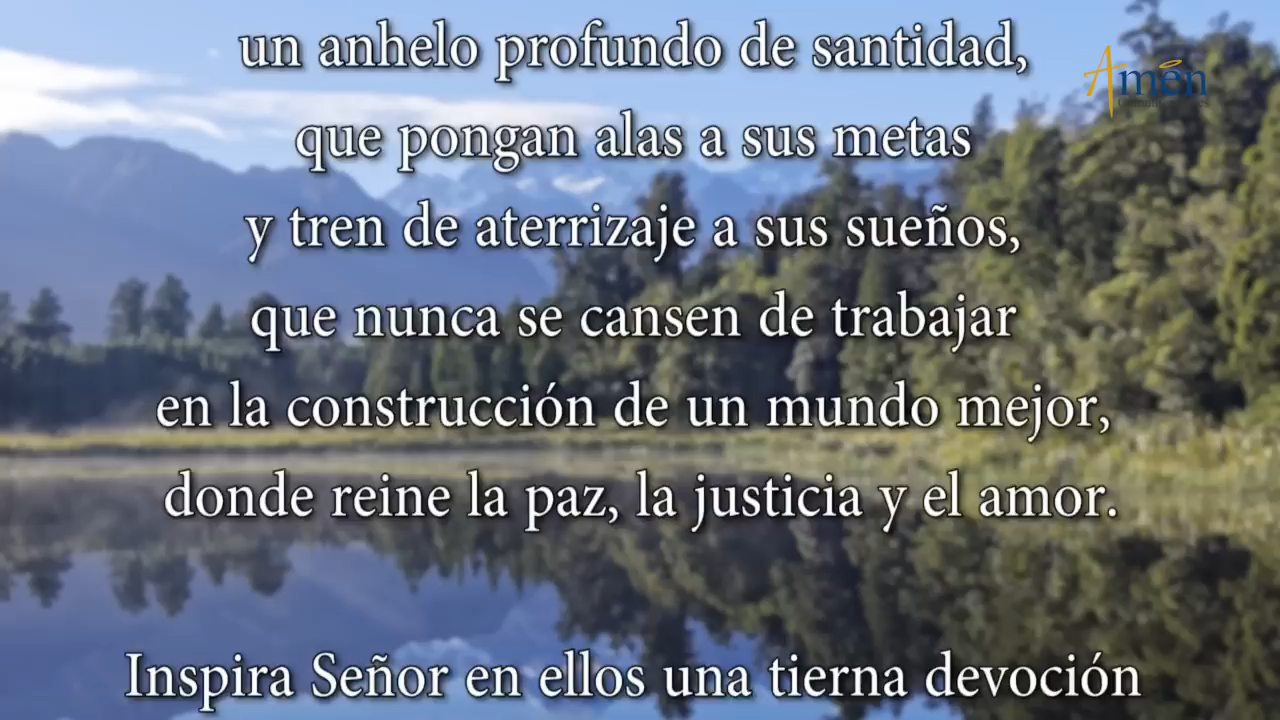 un anhelo profundo de santidad,
Amén
que pongan alas a sus metas
y tren de aterrizaje a sus sueños,
que nunca se cansen de trabajar
en la construcción de un mundo mejor,
donde reine la paz, la justicia y el amor.
Inspira Señor en ellos una tierna devoción